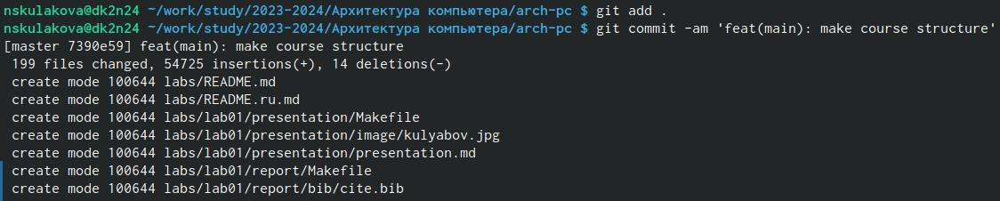 nskulakova@dk2n24 ~/work/study/2023-2024/Архитектура компьютера/arch-pc $ git add .
nskulakova@dk2n24 ~/work/study/2023-2024/Архитектура компьютера/arch-pc $ git commit -am 'feat(main): make course structure'
[master 7390e59] feat(main): make course structure
 199 files changed, 54725 insertions(+), 14 deletions(-)
 create mode 100644 labs/README.md
 create mode 100644 labs/README.ru.md
 create mode 100644 labs/lab01/presentation/Makefile
 create mode 100644 labs/lab01/presentation/image/kulyabov.jpg
 create mode 100644 labs/lab01/presentation/presentation.md
 create mode 100644 labs/lab01/report/Makefile
 create mode 100644 labs/lab01/report/bib/cite.bib